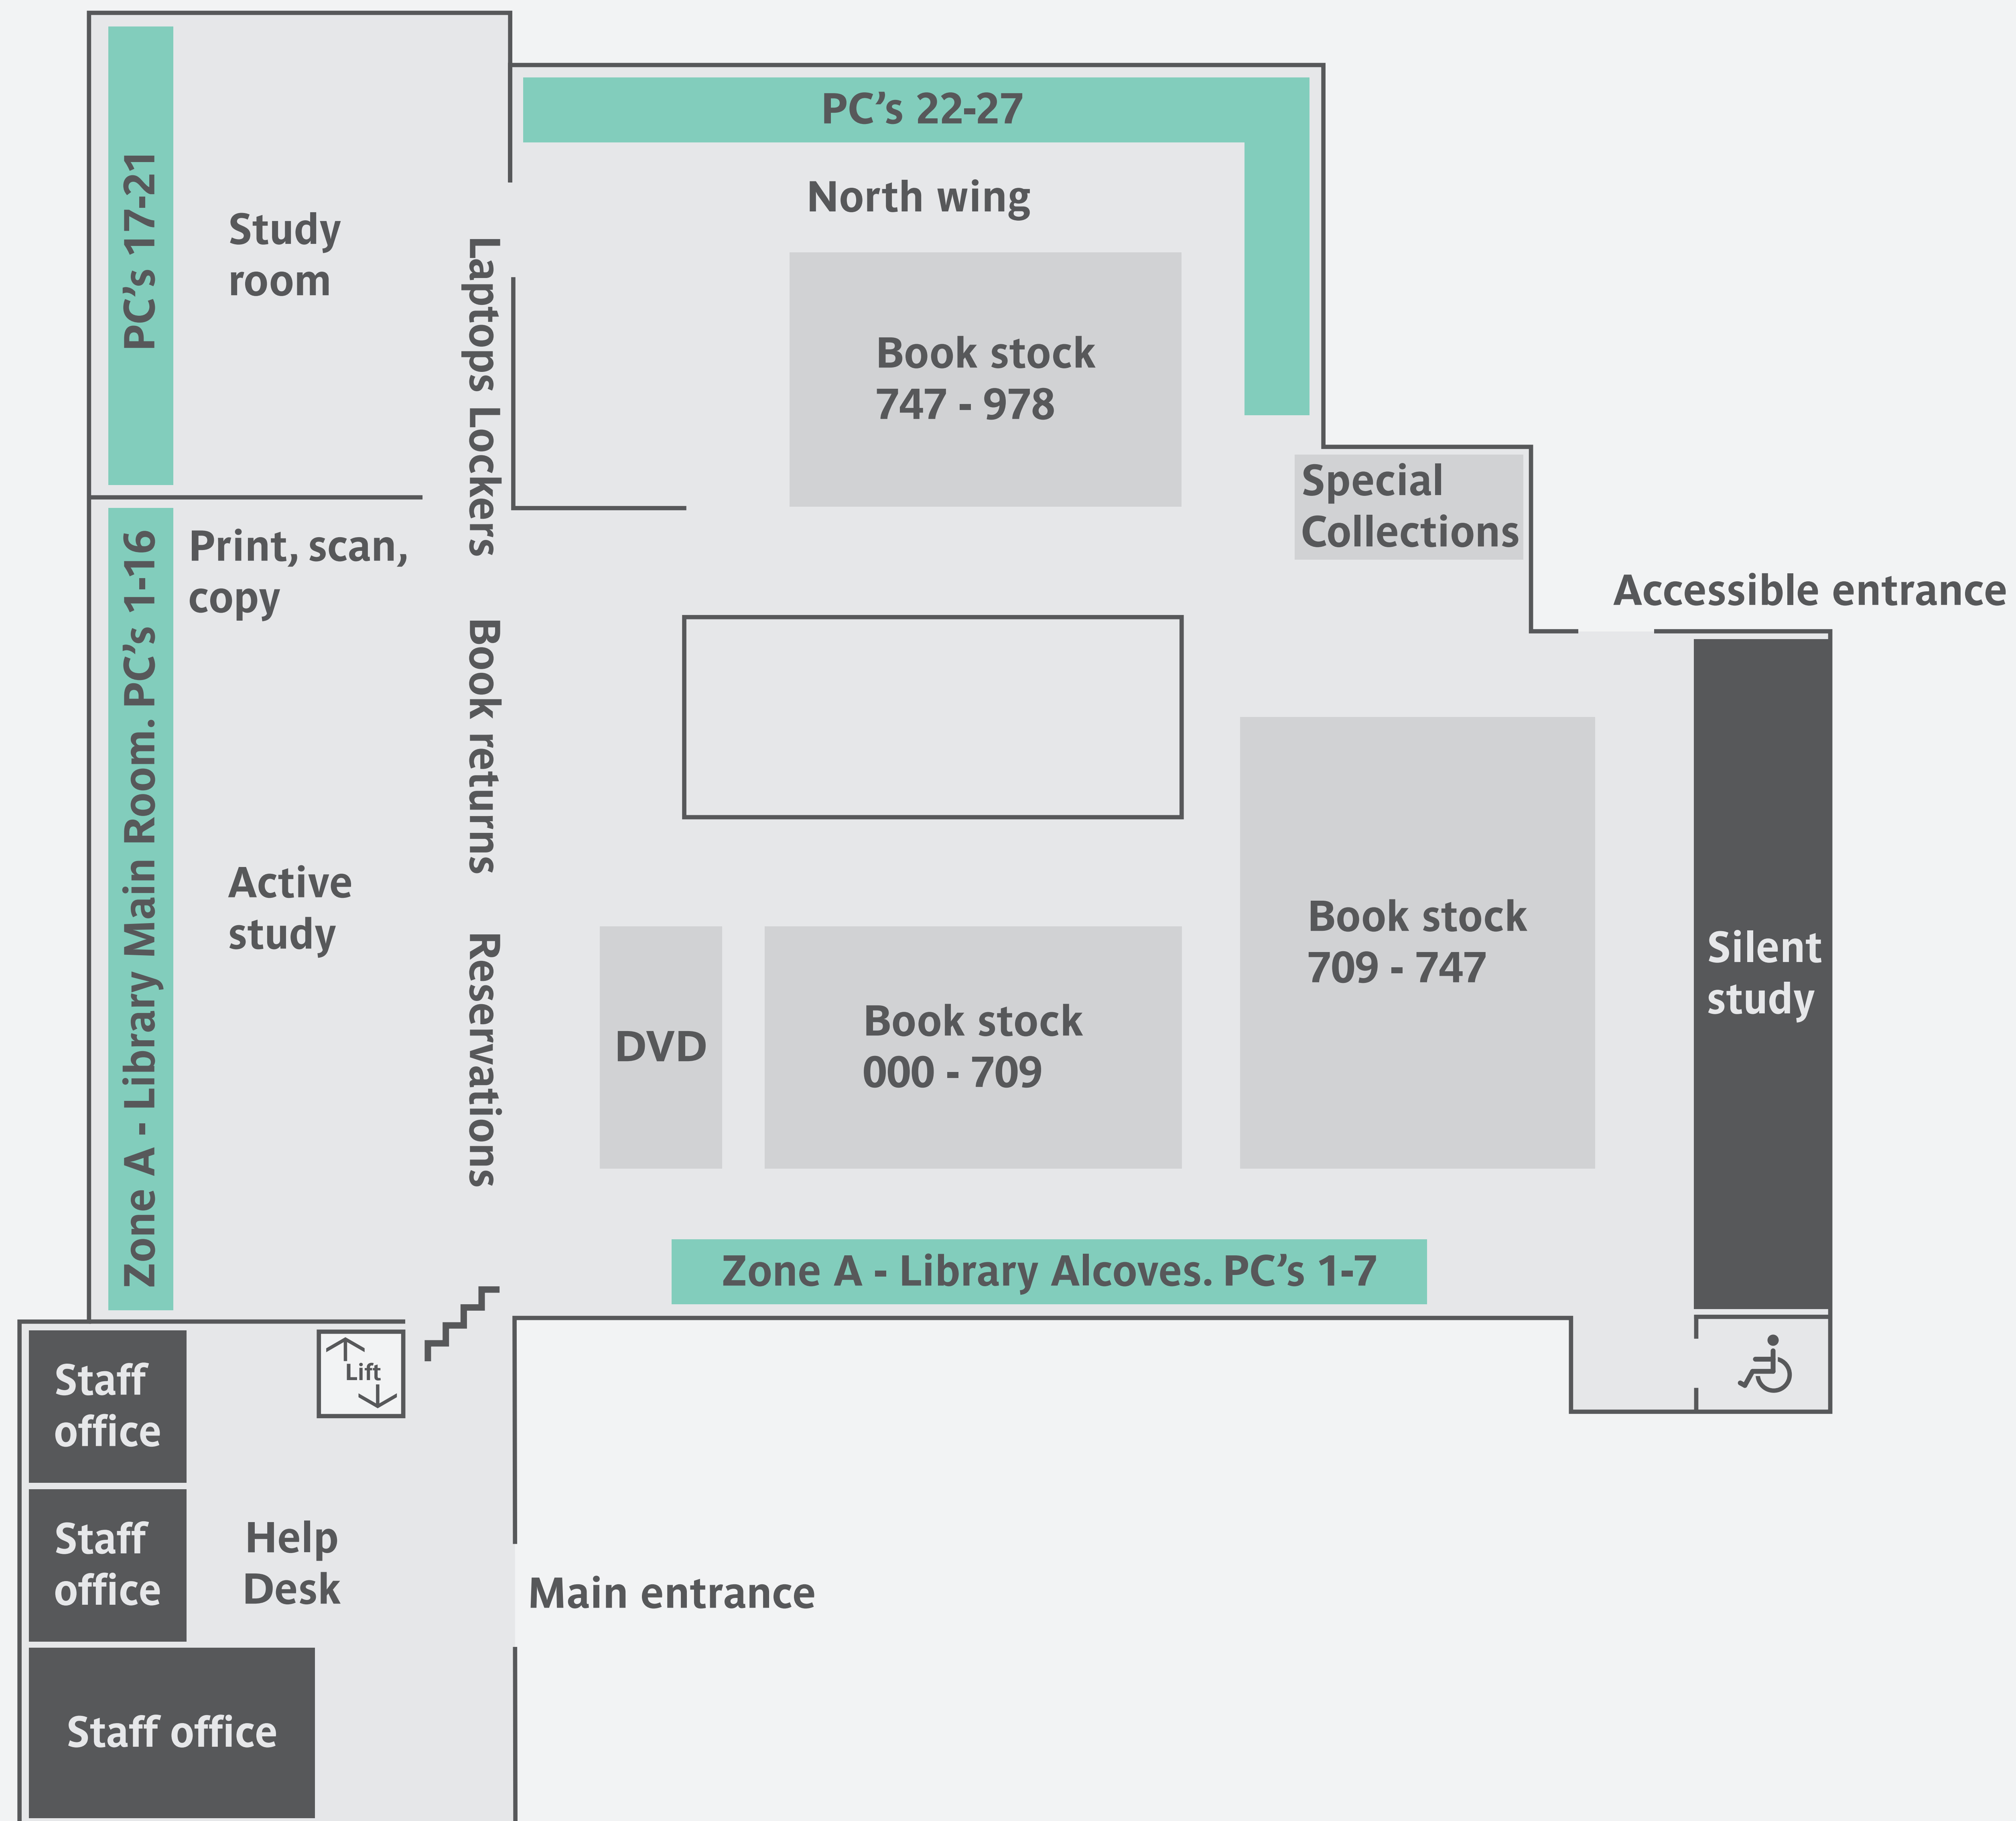 PC’s 22-27
North wing
PC’s 17-21
Study
room
Laptops Lockers
Book stock
747 - 978
Special
Collections
Accessible entrance
Print, scan,
copy
Zone A - Library Main Room. PC’s 1-16
Active
study
Book returns
Reservations
DVD
Book stock
000 - 709
Book stock
709 - 747
Silent
study
Zone A - Library Alcoves. PC’s 1-7
Lift
Staff
office
Staff
office
Help
Desk
Main entrance
Staff office